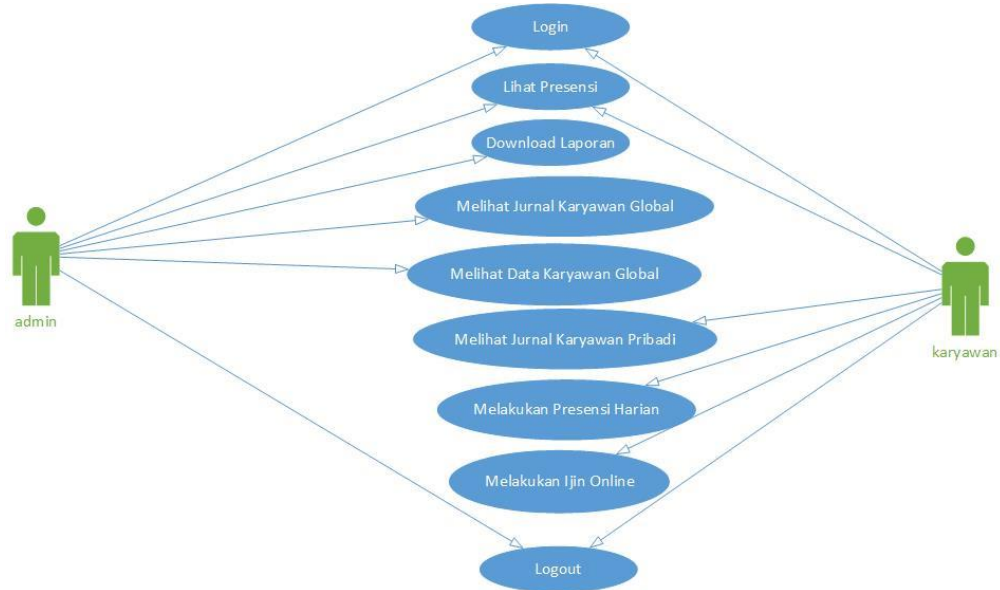 Login
Lihat Presensi
Download Laporan
Melihat Jurnal Karyawan Global
Melihat Data Karyawan Global
admin
Melihat Jurnal Karyawan Pribadi
karyawan
Melakukan Presensi Harian
Melakukan Ijin Online
Logout